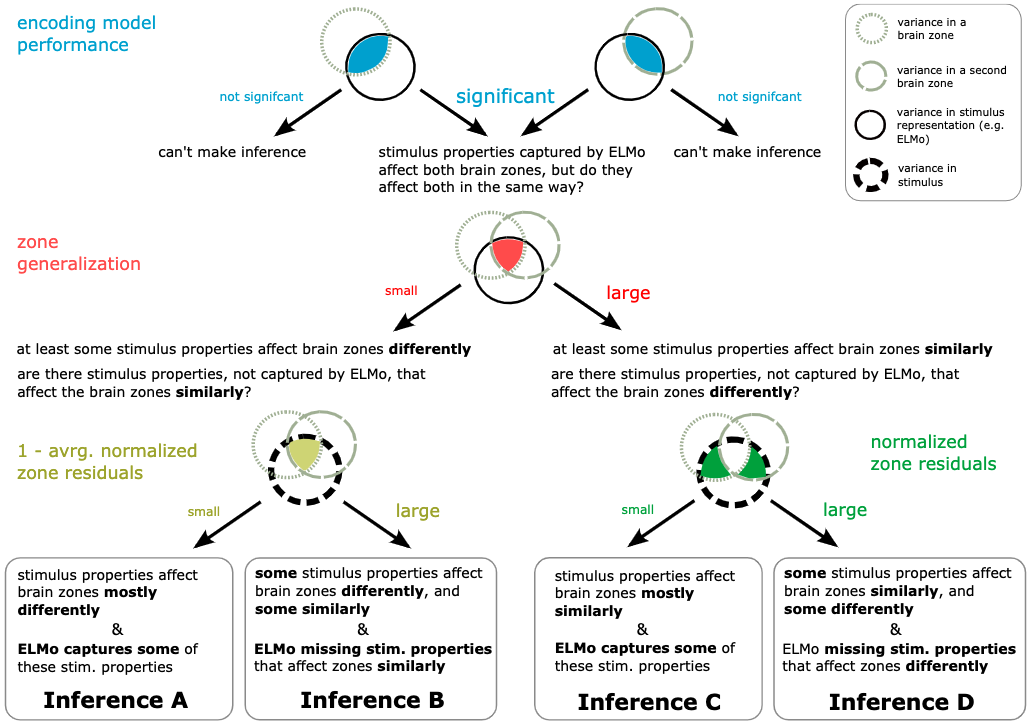 encoding model
performance
not signifcant
significant
not signifcant
can't make inference
stimulus properties captured by ELMo
affect both brain zones, but do they
affect both in the same way?
can't make inference
variance in a
brain zone
variance in a second
brain zone
variance in stimulus
representation (e.g.
ELMo)
variance in
stimulus
zone
generalization
small
large
at least some stimulus properties affect brain zones differently
are there stimulus properties, not captured by ELMo, that
affect the brain zones similarly?
at least some stimulus properties affect brain zones similarly
are there stimulus properties, not captured by ELMo, that
affect the brain zones differently?
1 - avrg. normalized
zone residuals
small
large
normalized
zone residuals
small
large
stimulus properties affect
brain zones mostly
differently
&
ELMo captures some of
these stim. properties
Inference A
some stimulus properties affect
brain zones differently, and
some similarly
&
ELMo missing stim. properties
that affect zones similarly
Inference B
stimulus properties affect
brain zones mostly
similarly
&
ELMo captures some of
these stim. properties
Inference C
some stimulus properties affect
brain zones similarly, and
some differently
&
ELMo missing stim. properties
that affect zones differently
Inference D